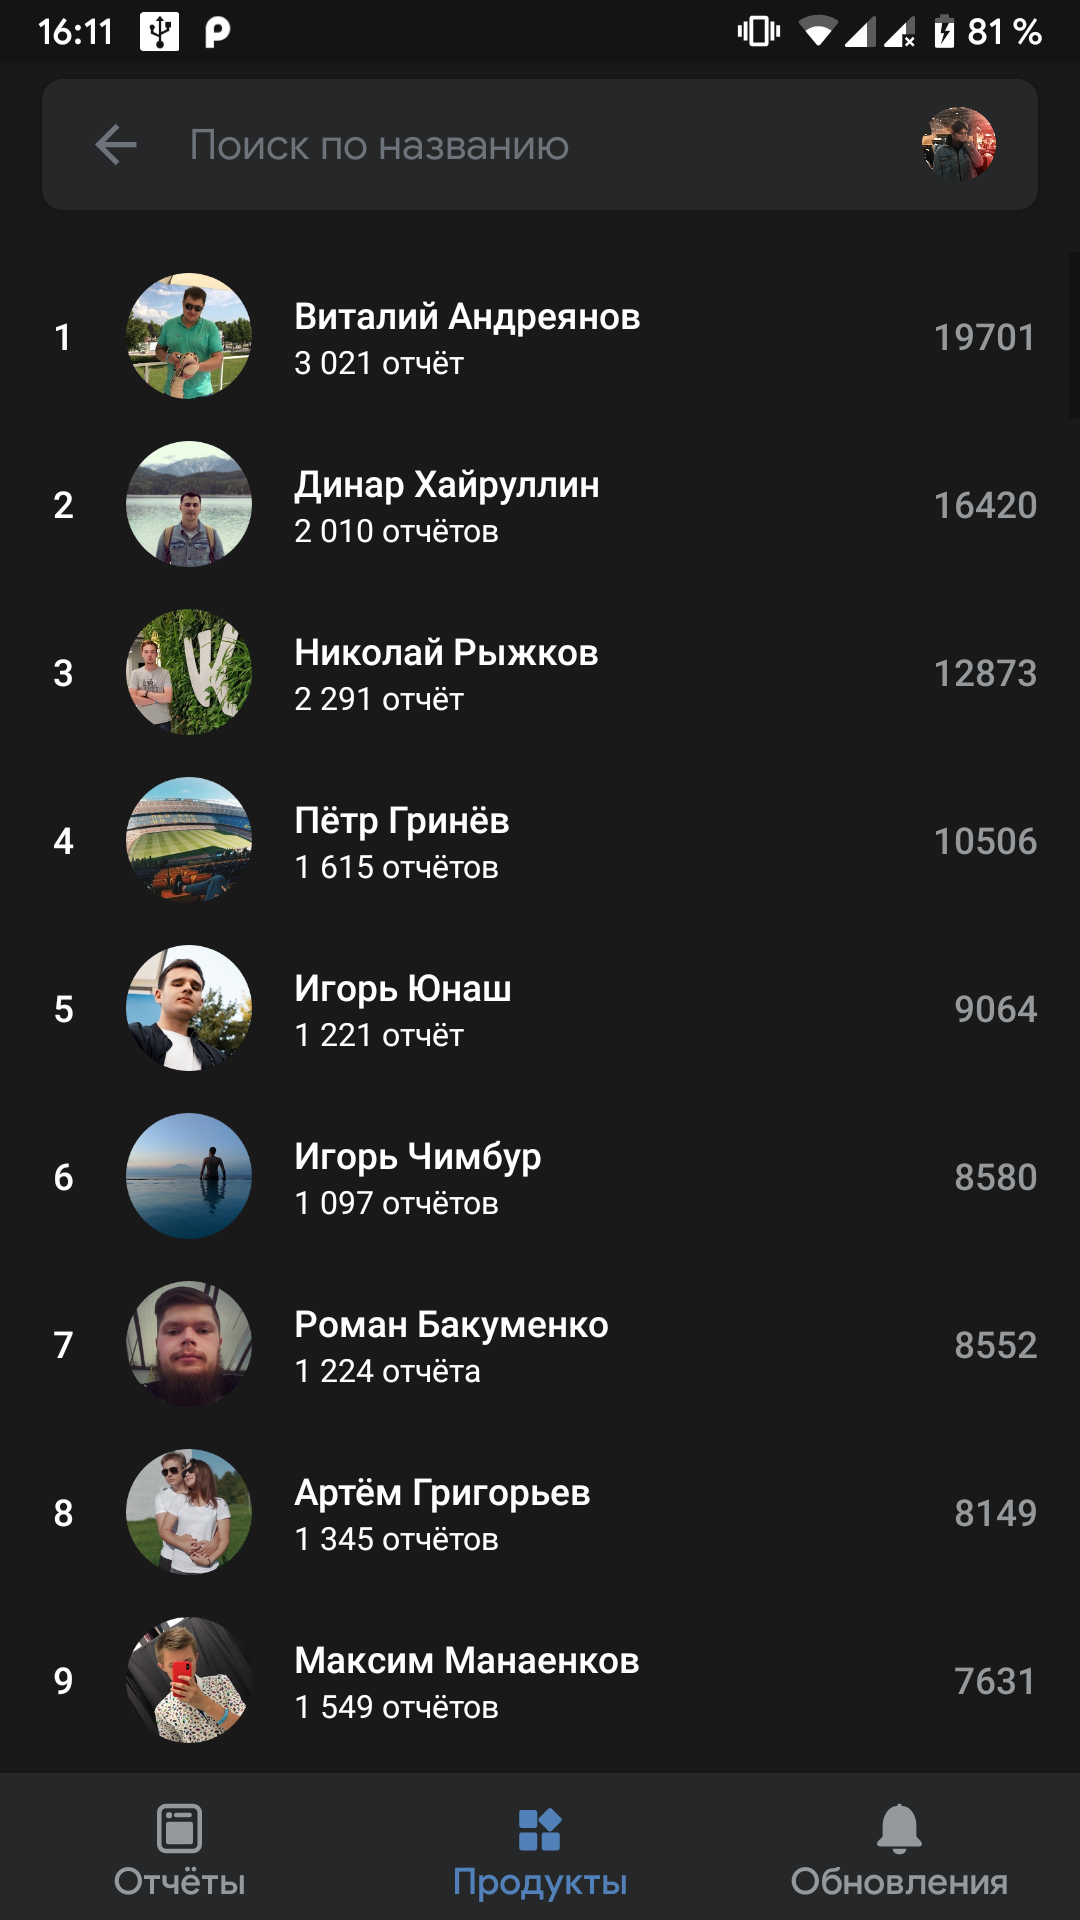 16:11 81 %
Поиск по названию
1 Виталий Андреянов 19701
3 021 отчёт
2 Динар Хайруллин 16420
2 010 отчётов
3 Николай Рыжков 12873
2 291 отчёт
4 Пётр Гринёв 10506
1 615 отчётов
5 Игорь Юнаш 9064
1 221 отчёт
6 Игорь Чимбур 8580
1 097 отчётов
7 Роман Бакуменко 8552
1 224 отчёта
8 Артём Григорьев 8149
1 345 отчётов
9 Максим Манаенков 7631
1 549 отчётов
Отчёты Продукты Обновления